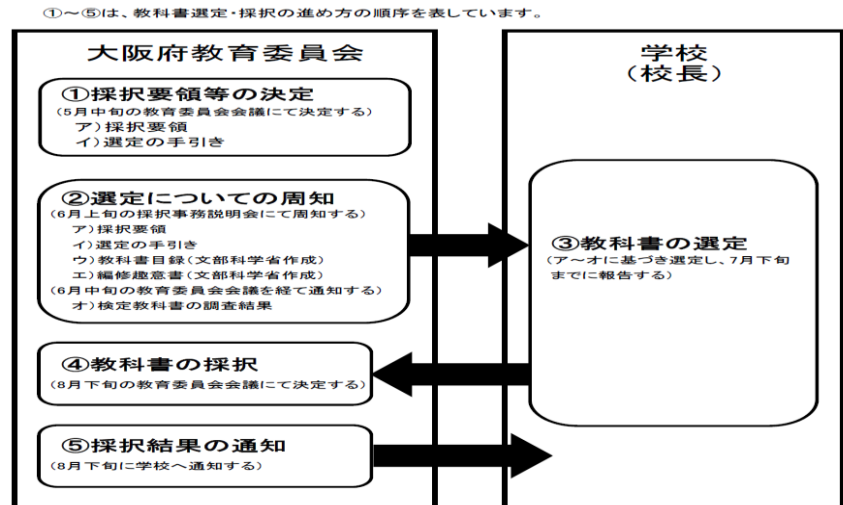 ①～⑤は、教科書選定・採択の進め方の順序を表しています。
大阪府教育委員会
①採択要領等の決定
(5月中旬の教育委員会会議にて決定する)
ア)採択要領
イ)選定の手引き
②選定についての周知
(6月上旬の採択事務説明会にて周知する)
ア)採択要領
イ)選定の手引き
ウ)教科書目録(文部科学省作成)
エ)編修趣意書(文部科学省作成)
(6月中旬の教育委員会会議を経て通知する)
オ)検定教科書の調査結果
④教科書の採択
(8月下旬の教育委員会会議にて決定する)
⑤採択結果の通知
(8月下旬に学校へ通知する)
学校
(校長)
③教科書の選定
(ア～オに基づき選定し、7月下旬
までに報告する)